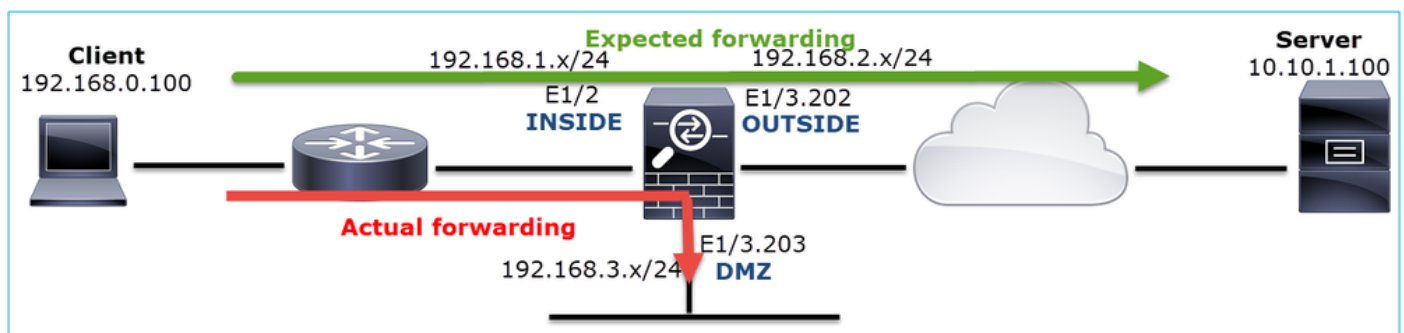 Expected forwarding
Client
192.168.0.100
192.168.1.x/24
192.168.2.x/24
Server
10.10.1.100
E1/2
INSIDE
E1/3.202
OUTSIDE
Actual forwarding
E1/3.203
192.168.3.x/24
DMZ